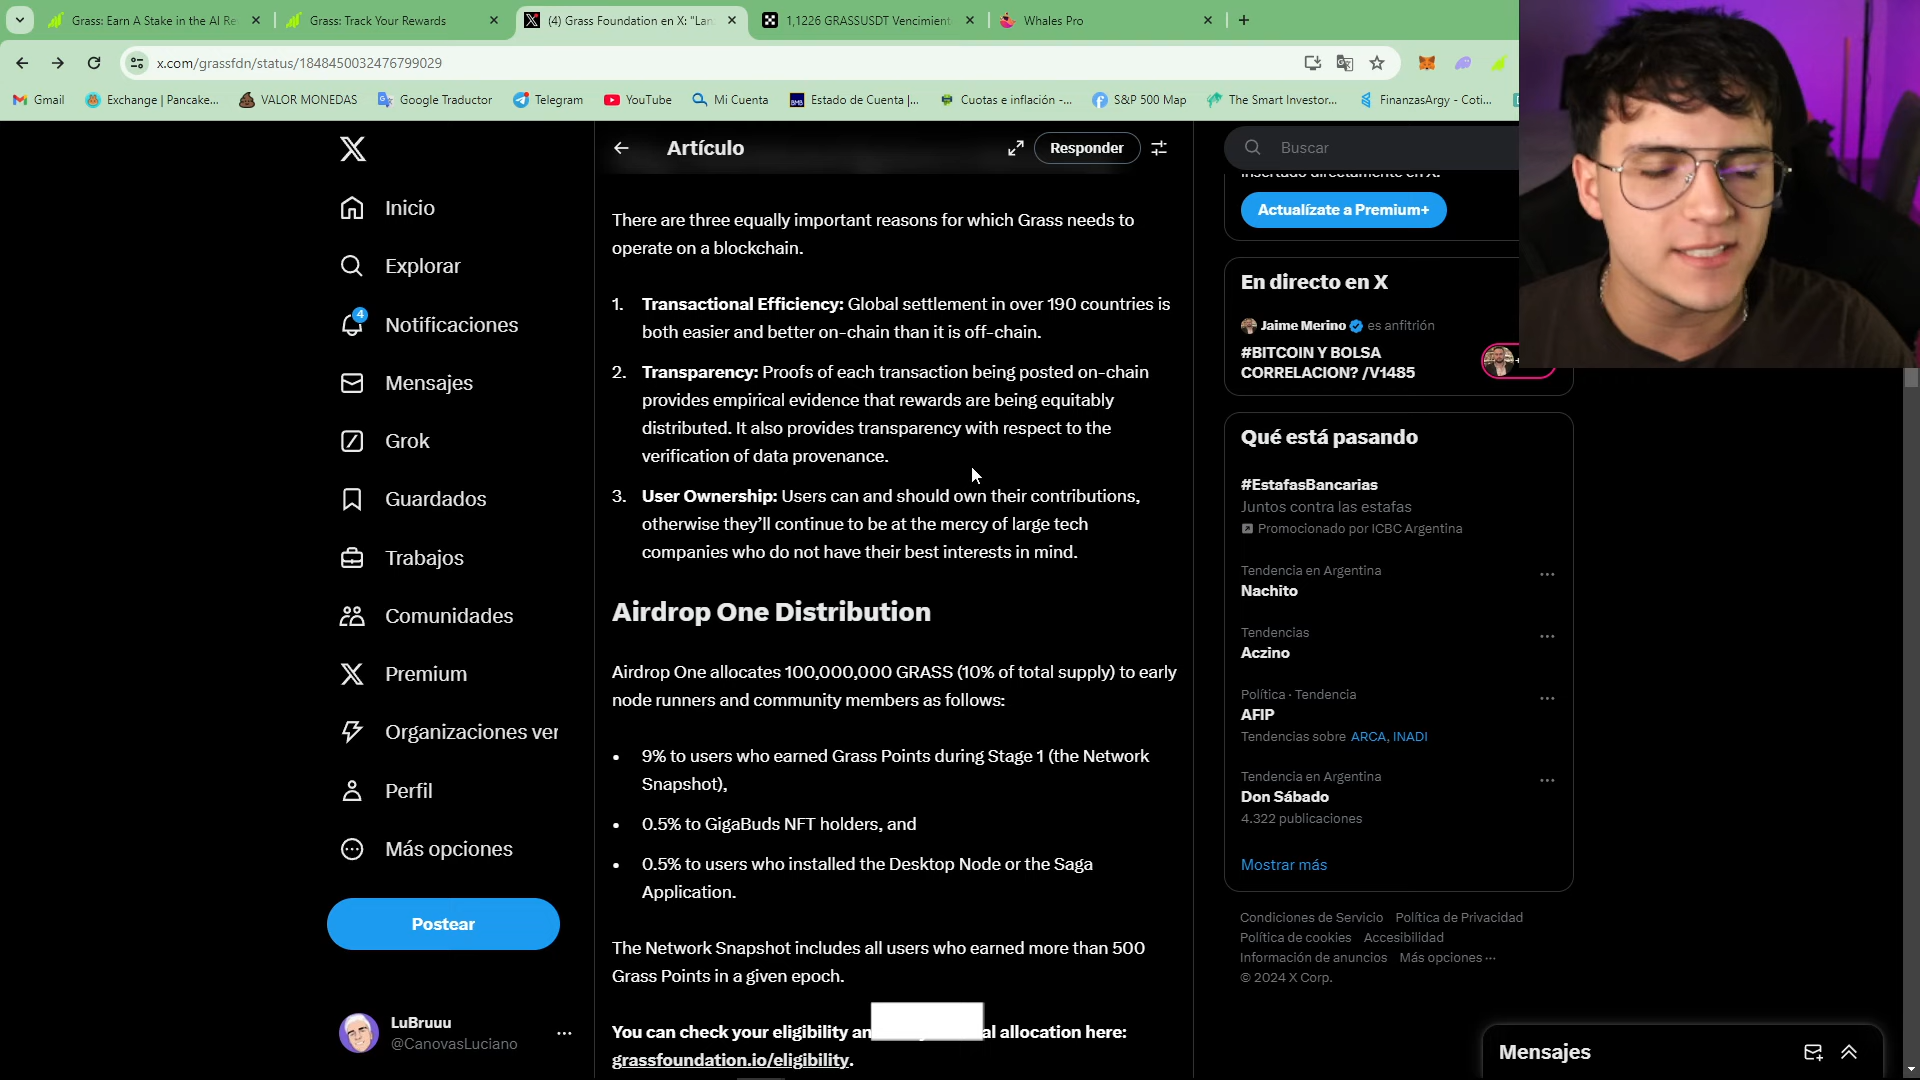 Grass: Earn A Stake in the AI Re
Grass: Track Your Rewards
(4) Grass Foundation en X: "Lan
1,1226 GRASSUSDT Vencimient
Whales Pro
x.com/grassfdn/status/1848450032476799029
Gmail
Exchange | Pancake...
VALOR MONEDAS
Google Traductor
Telegram
YouTube
Mi Cuenta
Estado de Cuenta |...
Cuotas e inflación -...
S&P 500 Map
The Smart Investor...
FinanzasArgy - Coti...
Inicio
Explorar
4
Notificaciones
Mensajes
Grok
Guardados
Trabajos
Comunidades
Premium
Organizaciones ver
Perfil
Más opciones
Postear
LuBruuu
@CanovasLuciano
Artículo
Responder
There are three equally important reasons for which Grass needs to
operate on a blockchain.
1. Transactional Efficiency: Global settlement in over 190 countries is
both easier and better on-chain than it is off-chain.
2. Transparency: Proofs of each transaction being posted on-chain
provides empirical evidence that rewards are being equitably
distributed. It also provides transparency with respect to the
verification of data provenance.
3. User Ownership: Users can and should own their contributions,
otherwise they'll continue to be at the mercy of large tech
companies who do not have their best interests in mind.
Airdrop One Distribution
Airdrop One allocates 100,000,000 GRASS (10% of total supply) to early
node runners and community members as follows:
• 9% to users who earned Grass Points during Stage 1 (the Network
Snapshot),
• 0.5% to GigaBuds NFT holders, and
• 0.5% to users who installed the Desktop Node or the Saga
Application.
The Network Snapshot includes all users who earned more than 500
Grass Points in a given epoch.
You can check your eligibility an al allocation here:
grassfoundation.io/eligibility.
Buscar
insertado directamente en X.
Actualízate a Premium+
En directo en X
Jaime Merino es anfitrión
#BITCOIN Y BOLSA
CORRELACION? /V1485
Qué está pasando
#EstafasBancarias
Juntos contra las estafas
Promocionado por ICBC Argentina
Tendencia en Argentina
Nachito
Tendencias
Aczino
Política · Tendencia
AFIP
Tendencias sobre ARCA, INADI
Tendencia en Argentina
Don Sábado
4.322 publicaciones
Mostrar más
Condiciones de Servicio Política de Privacidad
Política de cookies Accesibilidad
Información de anuncios Más opciones ···
© 2024 X Corp.
Mensajes